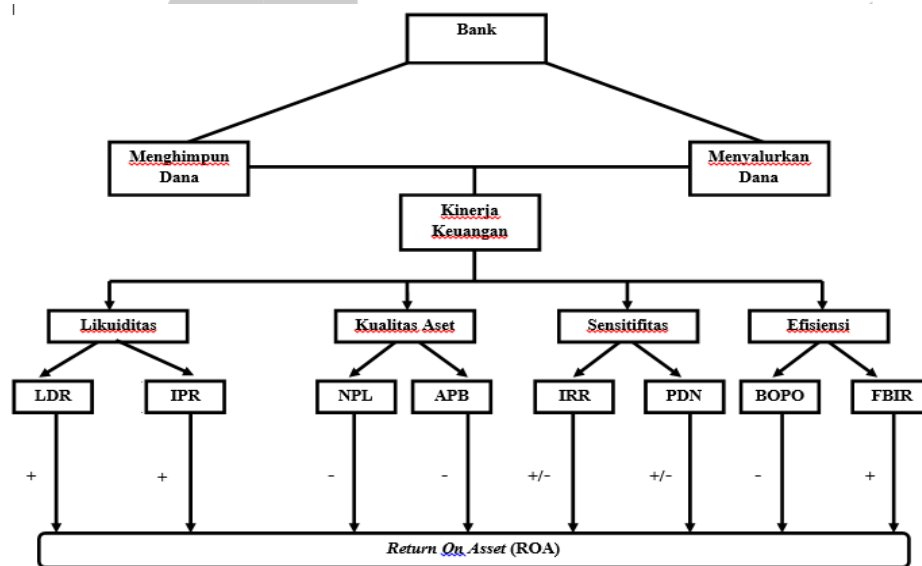 Bank
Menghimpun
Dana
Menyalurkan
Dana
Kinerja
Keuangan
Likuiditas
Kualitas Aset
Sensitifitas
Efisiensi
LDR
IPR
NPL
APB
IRR
PDN
BOPO
FBIR
+
+
-
-
+/-
+/-
-
+
Return On Asset (ROA)